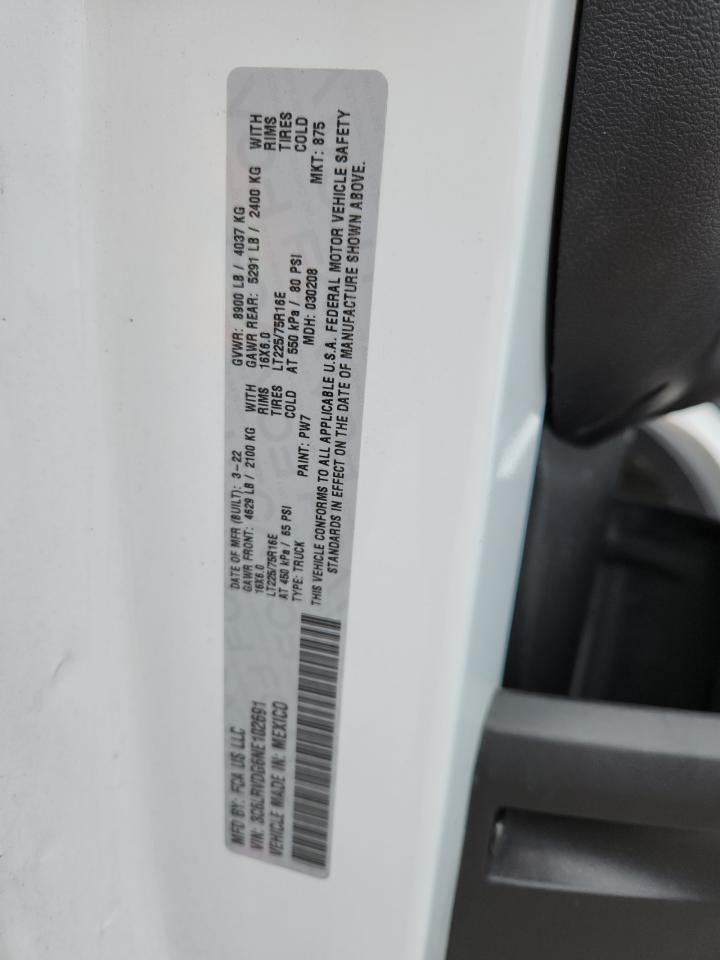 MFD BY: FCA US LLC
DATE OF MFR (BUILT): 3-22
GVWR: 8900 LB / 4037 KG
VIN: 3C6LRVDG6NE102691
GAWR FRONT: 4629 LB / 2100 KG WITH
GAWR REAR: 5291 LB / 2400 KG WITH
VEHICLE MADE IN: MEXICO
16X6.0 RIMS
16X6.0 RIMS
LT225/75R16E TIRES
LT225/75R16E TIRES
AT 450 kPa / 65 PSI COLD
AT 550 kPa / 80 PSI COLD
TYPE: TRUCK PAINT: PW7 MDH: 030208 MKT: 875
THIS VEHICLE CONFORMS TO ALL APPLICABLE U.S.A. FEDERAL MOTOR VEHICLE SAFETY
STANDARDS IN EFFECT ON THE DATE OF MANUFACTURE SHOWN ABOVE.